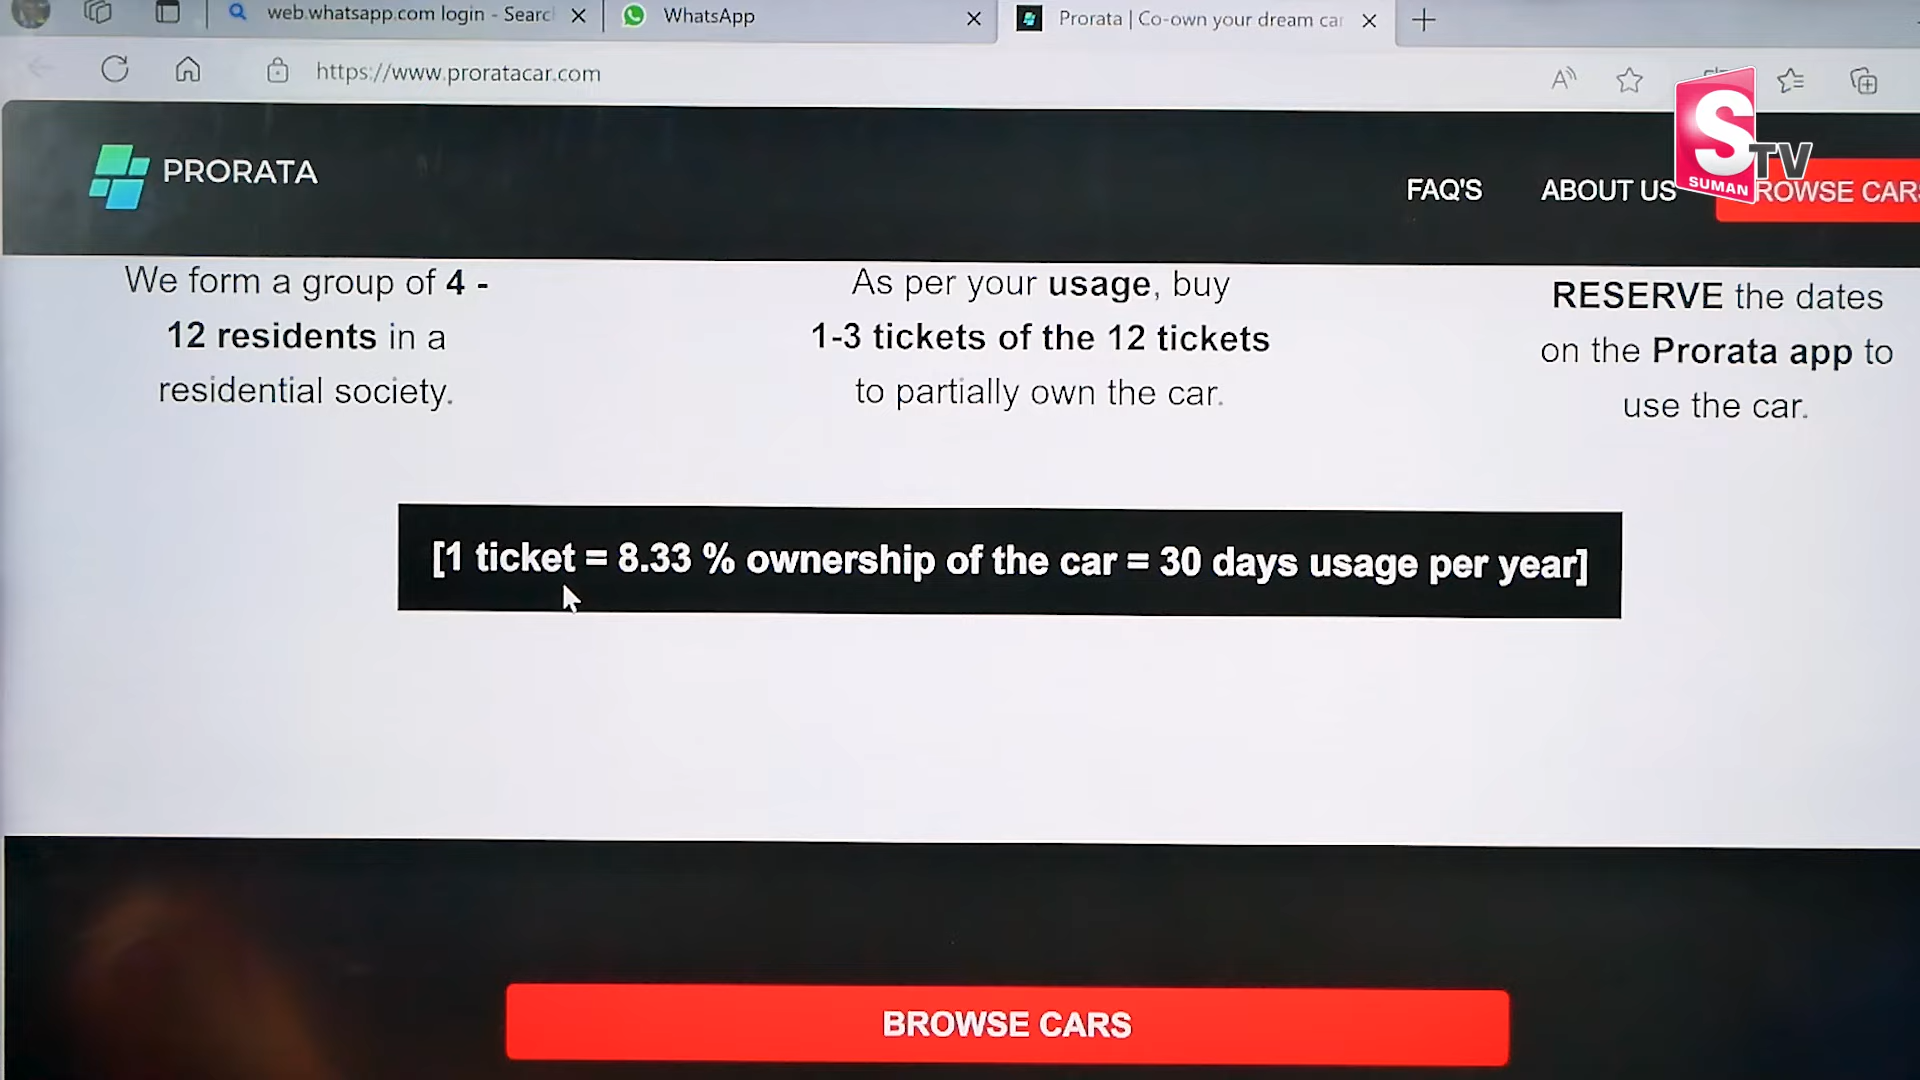 web.whatsapp.com login - Searc
WhatsApp
Prorata | Co-own your dream car
https://www.proratacar.com
S
TV
SUMAN
PRORATA
FAQ'S
ABOUT US
ROWSE CARS
We form a group of 4 -
12 residents in a
residential society.
As per your usage, buy
1-3 tickets of the 12 tickets
to partially own the car.
RESERVE the dates
on the Prorata app to
use the car.
[1 ticket = 8.33 % ownership of the car = 30 days usage per year]
BROWSE CARS